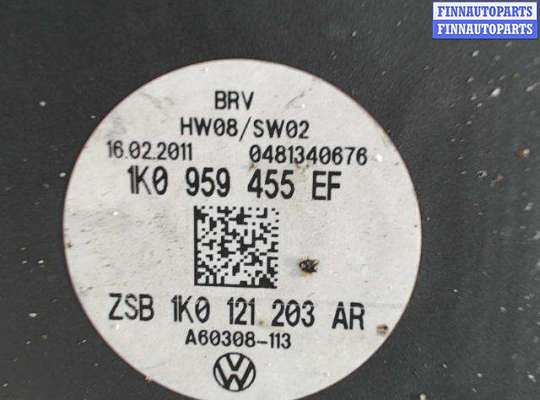 FINNAUTOPARTS
FINNAUTOPARTS
BRV
HW08/SW02
16.02.2011 0481340676
1K0 959 455 EF
ZSB 1K0 121 203 AR
A60308-113